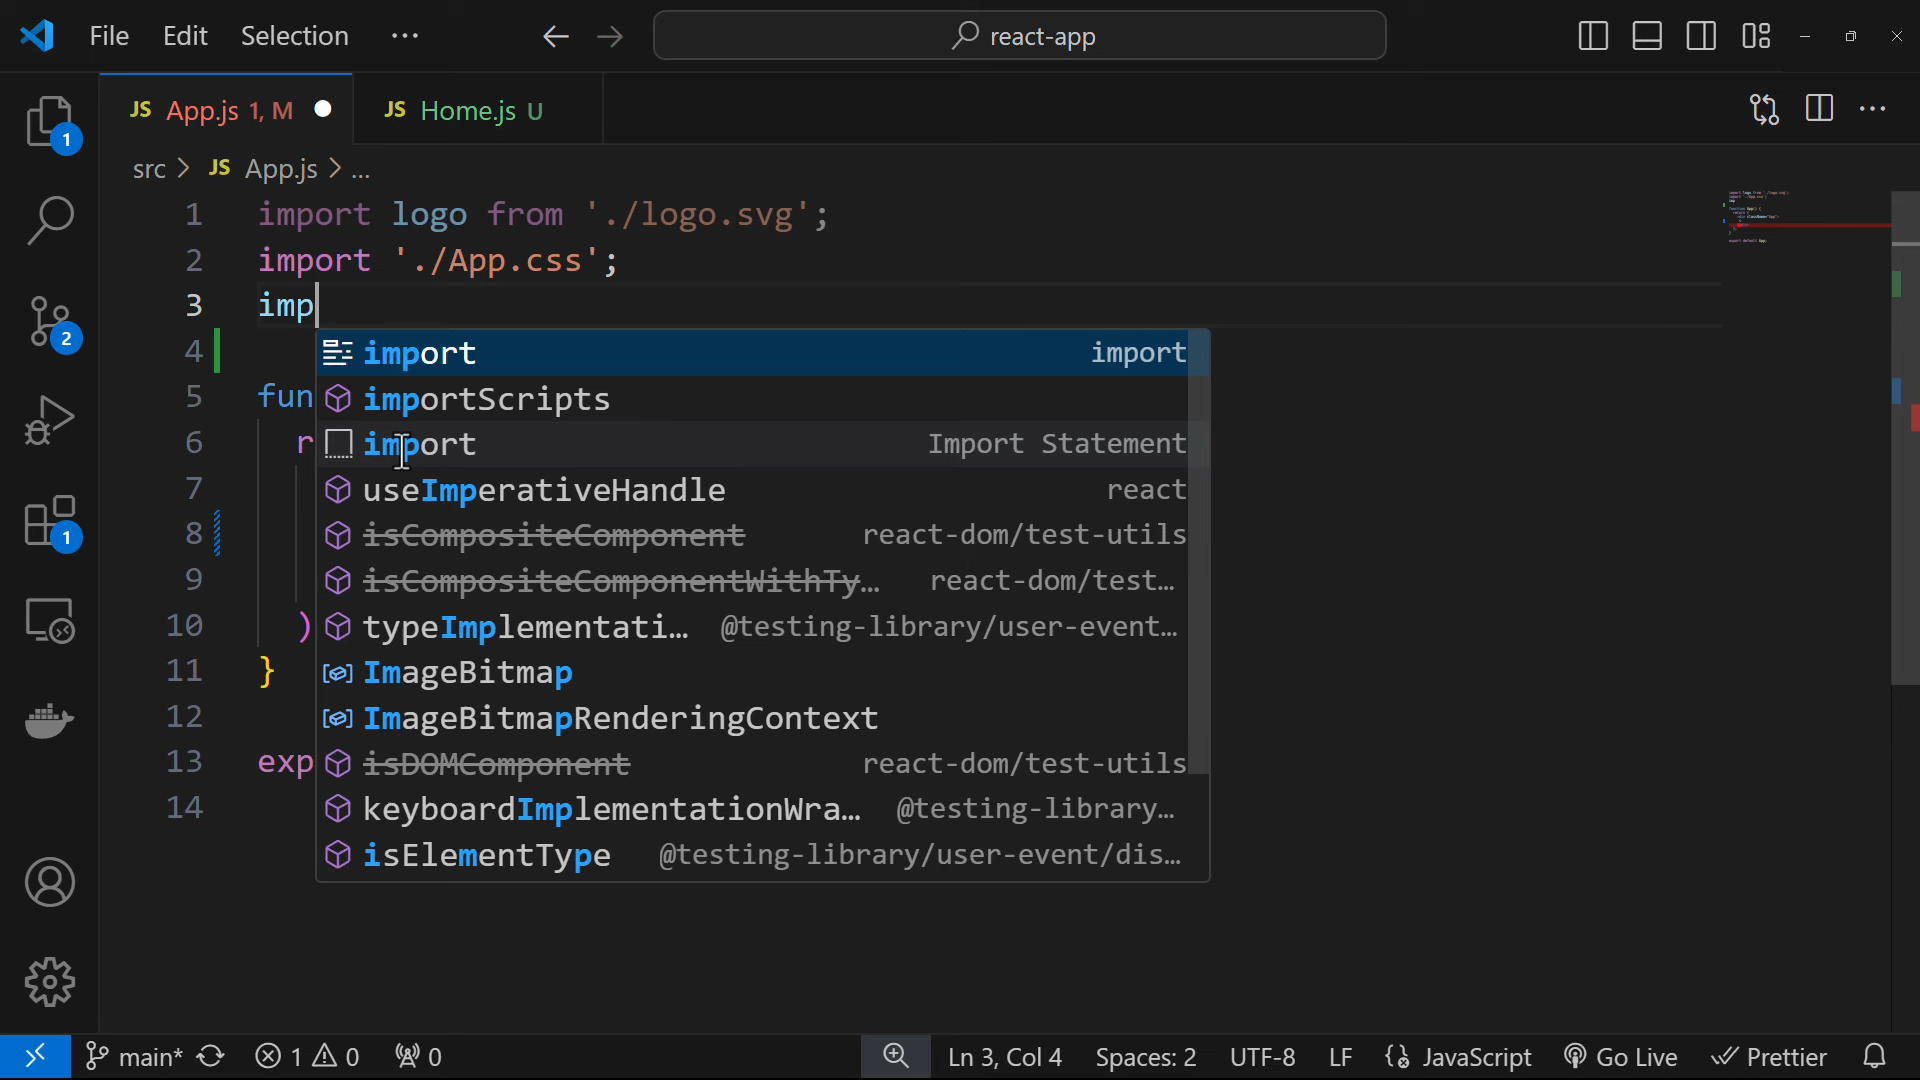 File Edit Selection ... react-app
JS App.js 1, M JS Home.js U
src > JS App.js > ...
1 import logo from './logo.svg';
2 import './App.css';
3 imp
4 import import
importScripts
5 fun
import Import Statement
6 r
7 useImperativeHandle react
8 isCompositeComponent react-dom/test-utils
9 isCompositeComponentWithTy... react-dom/test...
10 ) typeImplementati... @testing-library/user-event...
11 } ImageBitmap
12 ImageBitmapRenderingContext
13 exp isDOMComponent react-dom/test-utils
14 keyboardImplementationWra... @testing-library...
isElementType @testing-library/user-event/dis...
1
2
1
main* 1 0 0 Ln 3, Col 4 Spaces: 2 UTF-8 LF JavaScript Go Live Prettier